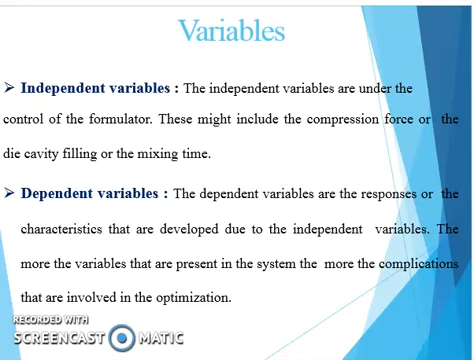 Variables
➢ Independent variables : The independent variables are under the
control of the formulator. These might include the compression force or the
die cavity filling or the mixing time.
➢ Dependent variables : The dependent variables are the responses or the
characteristics that are developed due to the independent variables. The
more the variables that are present in the system the more the complications
that are involved in the optimization.
RECORDED WITH
SCREENCAST MATIC